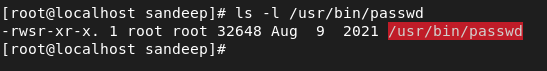 [root@localhost sandeep]# ls -l /usr/bin/passwd
-rwsr-xr-x. 1 root root 32648 Aug  9  2021 /usr/bin/passwd
[root@localhost sandeep]#